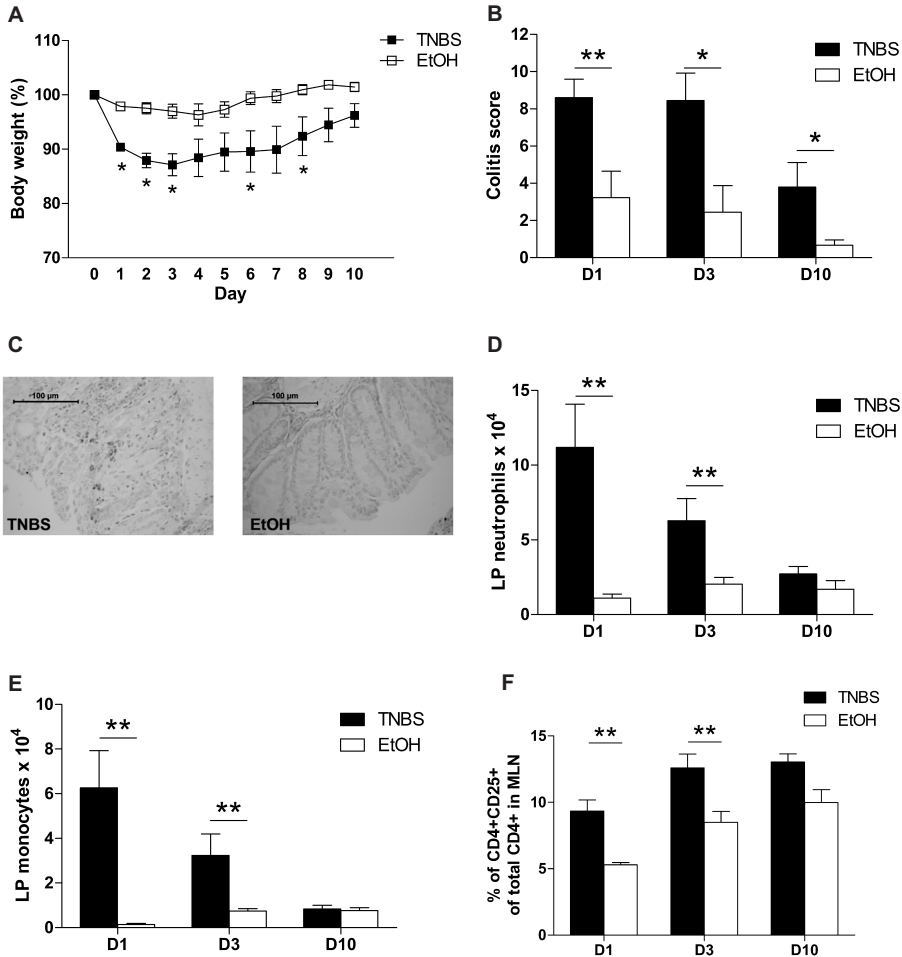 A
Body weight (%)
110
100
90
80
70
0 1 2 3 4 5 6 7 8 9 10
Day
TNBS
EtOH
* * * * *
B
Colitis score
12
10
8
6
4
2
0
** * *
D1 D3 D10
TNBS
EtOH
C
100 µm
TNBS
100 µm
EtOH
D
LP neutrophils x 10⁴
15
10
5
0
** **
D1 D3 D10
TNBS
EtOH
E
LP monocytes x 10⁴
10
8
6
4
2
0
** **
D1 D3 D10
TNBS
EtOH
F
% of CD4+CD25+
of total CD4+ in MLN
15
10
5
0
** **
D1 D3 D10
TNBS
EtOH